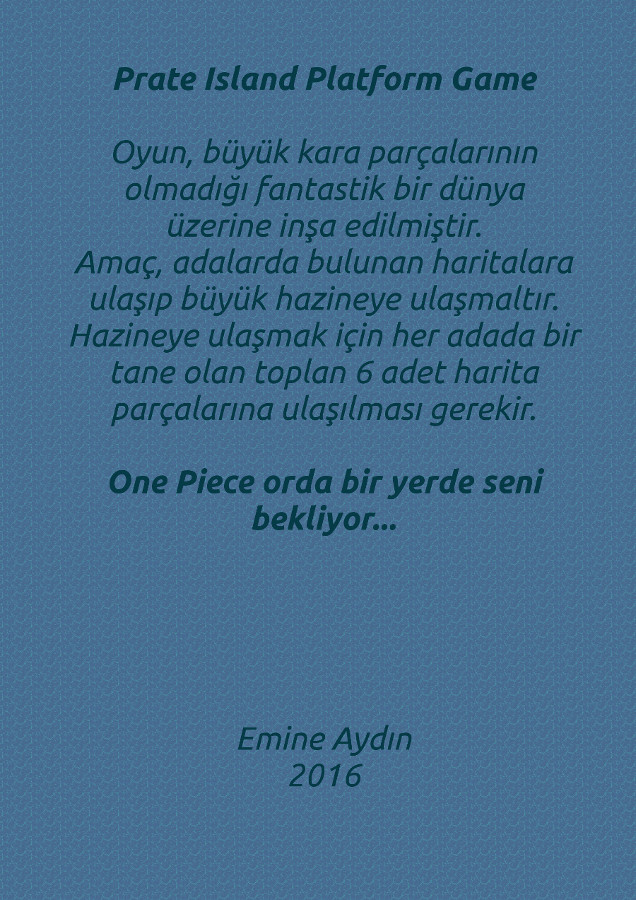 Prate Island Platform Game
Oyun, büyük kara parçalarının
olmadığı fantastik bir dünya
üzerine inşa edilmiştir.
Amaç, adalarda bulunan haritalara
ulaşıp büyük hazineye ulaşmaltır.
Hazineye ulaşmak için her adada bir
tane olan toplan 6 adet harita
parçalarına ulaşılması gerekir.
One Piece orda bir yerde seni
bekliyor...
Emine Aydın
2016